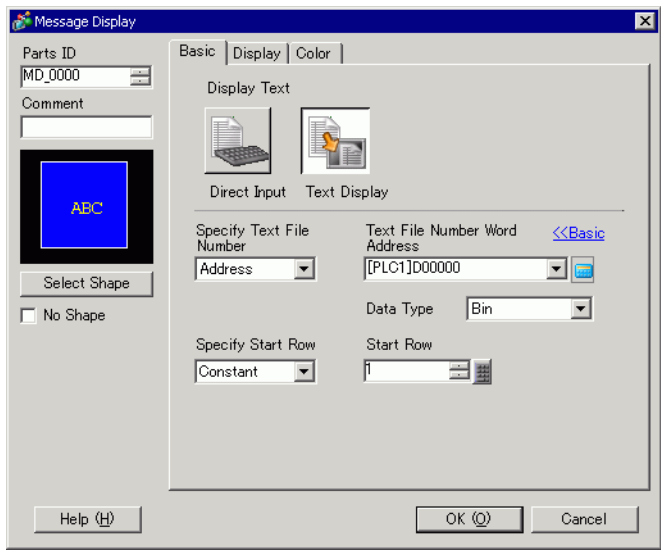 Message Display
Parts ID
MD_0000
Comment
ABC
Select Shape
No Shape
Basic
Display
Color
Display Text
Direct Input
Text Display
Specify Text File
Number
Address
Text File Number Word
Address
<<Basic
[PLC1]D00000
Data Type
Bin
Specify Start Row
Constant
Start Row
1
Help (H)
OK (O)
Cancel